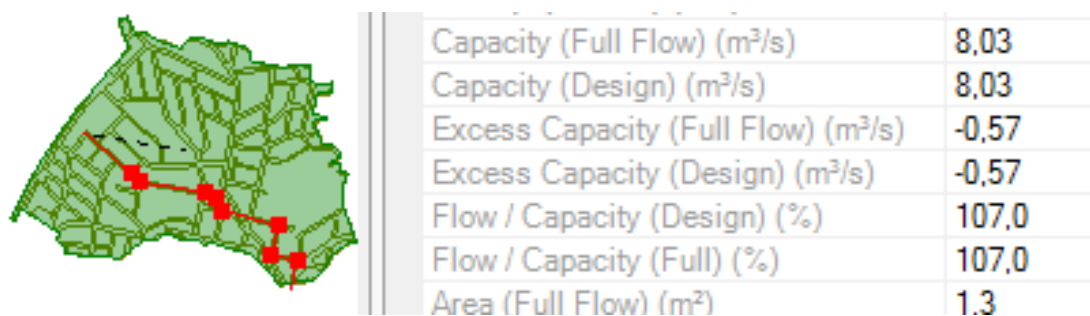 Capacity (Full Flow) (m³/s) 8,03
Capacity (Design) (m³/s) 8,03
Excess Capacity (Full Flow) (m³/s) -0,57
Excess Capacity (Design) (m³/s) -0,57
Flow / Capacity (Design) (%) 107,0
Flow / Capacity (Full) (%) 107,0
Area (Full Flow) (m²) 1,3